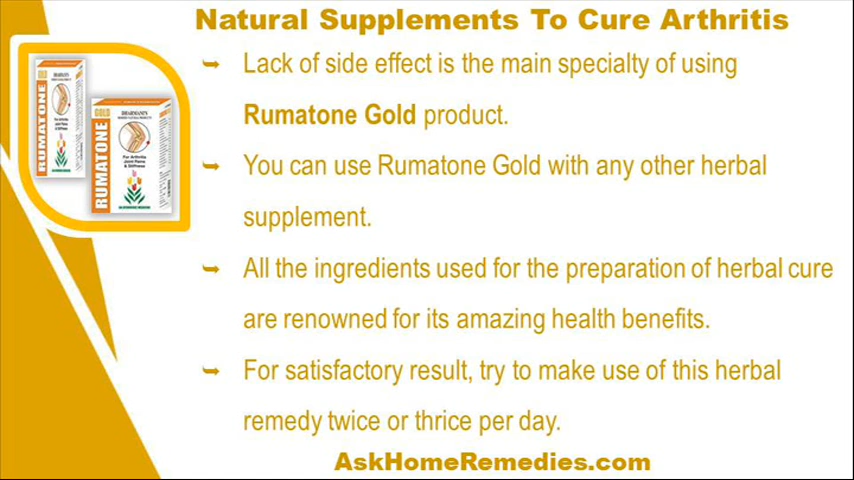 Natural Supplements To Cure Arthritis
Lack of side effect is the main specialty of using
Rumatone Gold product.
You can use Rumatone Gold with any other herbal
supplement.
All the ingredients used for the preparation of herbal cure
are renowned for its amazing health benefits.
For satisfactory result, try to make use of this herbal
remedy twice or thrice per day.
AskHomeRemedies.com
GOLD
RUMATONE
GOLD
RUMATONE
DHARMANI'S
For Arthritis
Joint Pains
& Stiffness